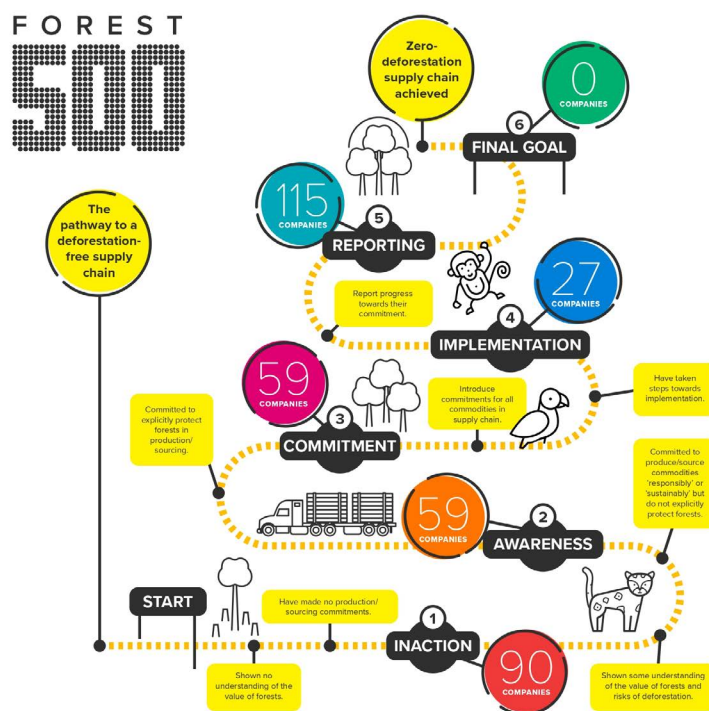 FOREST
500
Zero-
deforestation
supply chain
achieved
0
COMPANIES
6
FINAL GOAL
115
COMPANIES
5
REPORTING
The
pathway to a
deforestation-
free supply
chain
27
COMPANIES
Report progress
towards their
commitment.
4
IMPLEMENTATION
59
COMPANIES
3
COMMITMENT
Introduce
commitments for all
commodities in
supply chain.
Have taken
steps towards
implementation.
Committed to
explicitly protect
forests in
production/
sourcing.
Committed to
produce/source
commodities
'responsibly' or
'sustainably' but
do not explicitly
protect forests.
59
COMPANIES
2
AWARENESS
START
Have made no production/
sourcing commitments.
1
INACTION
90
COMPANIES
Shown no
understanding of the
value of forests.
Shown some understanding
of the value of forests and
risks of deforestation.